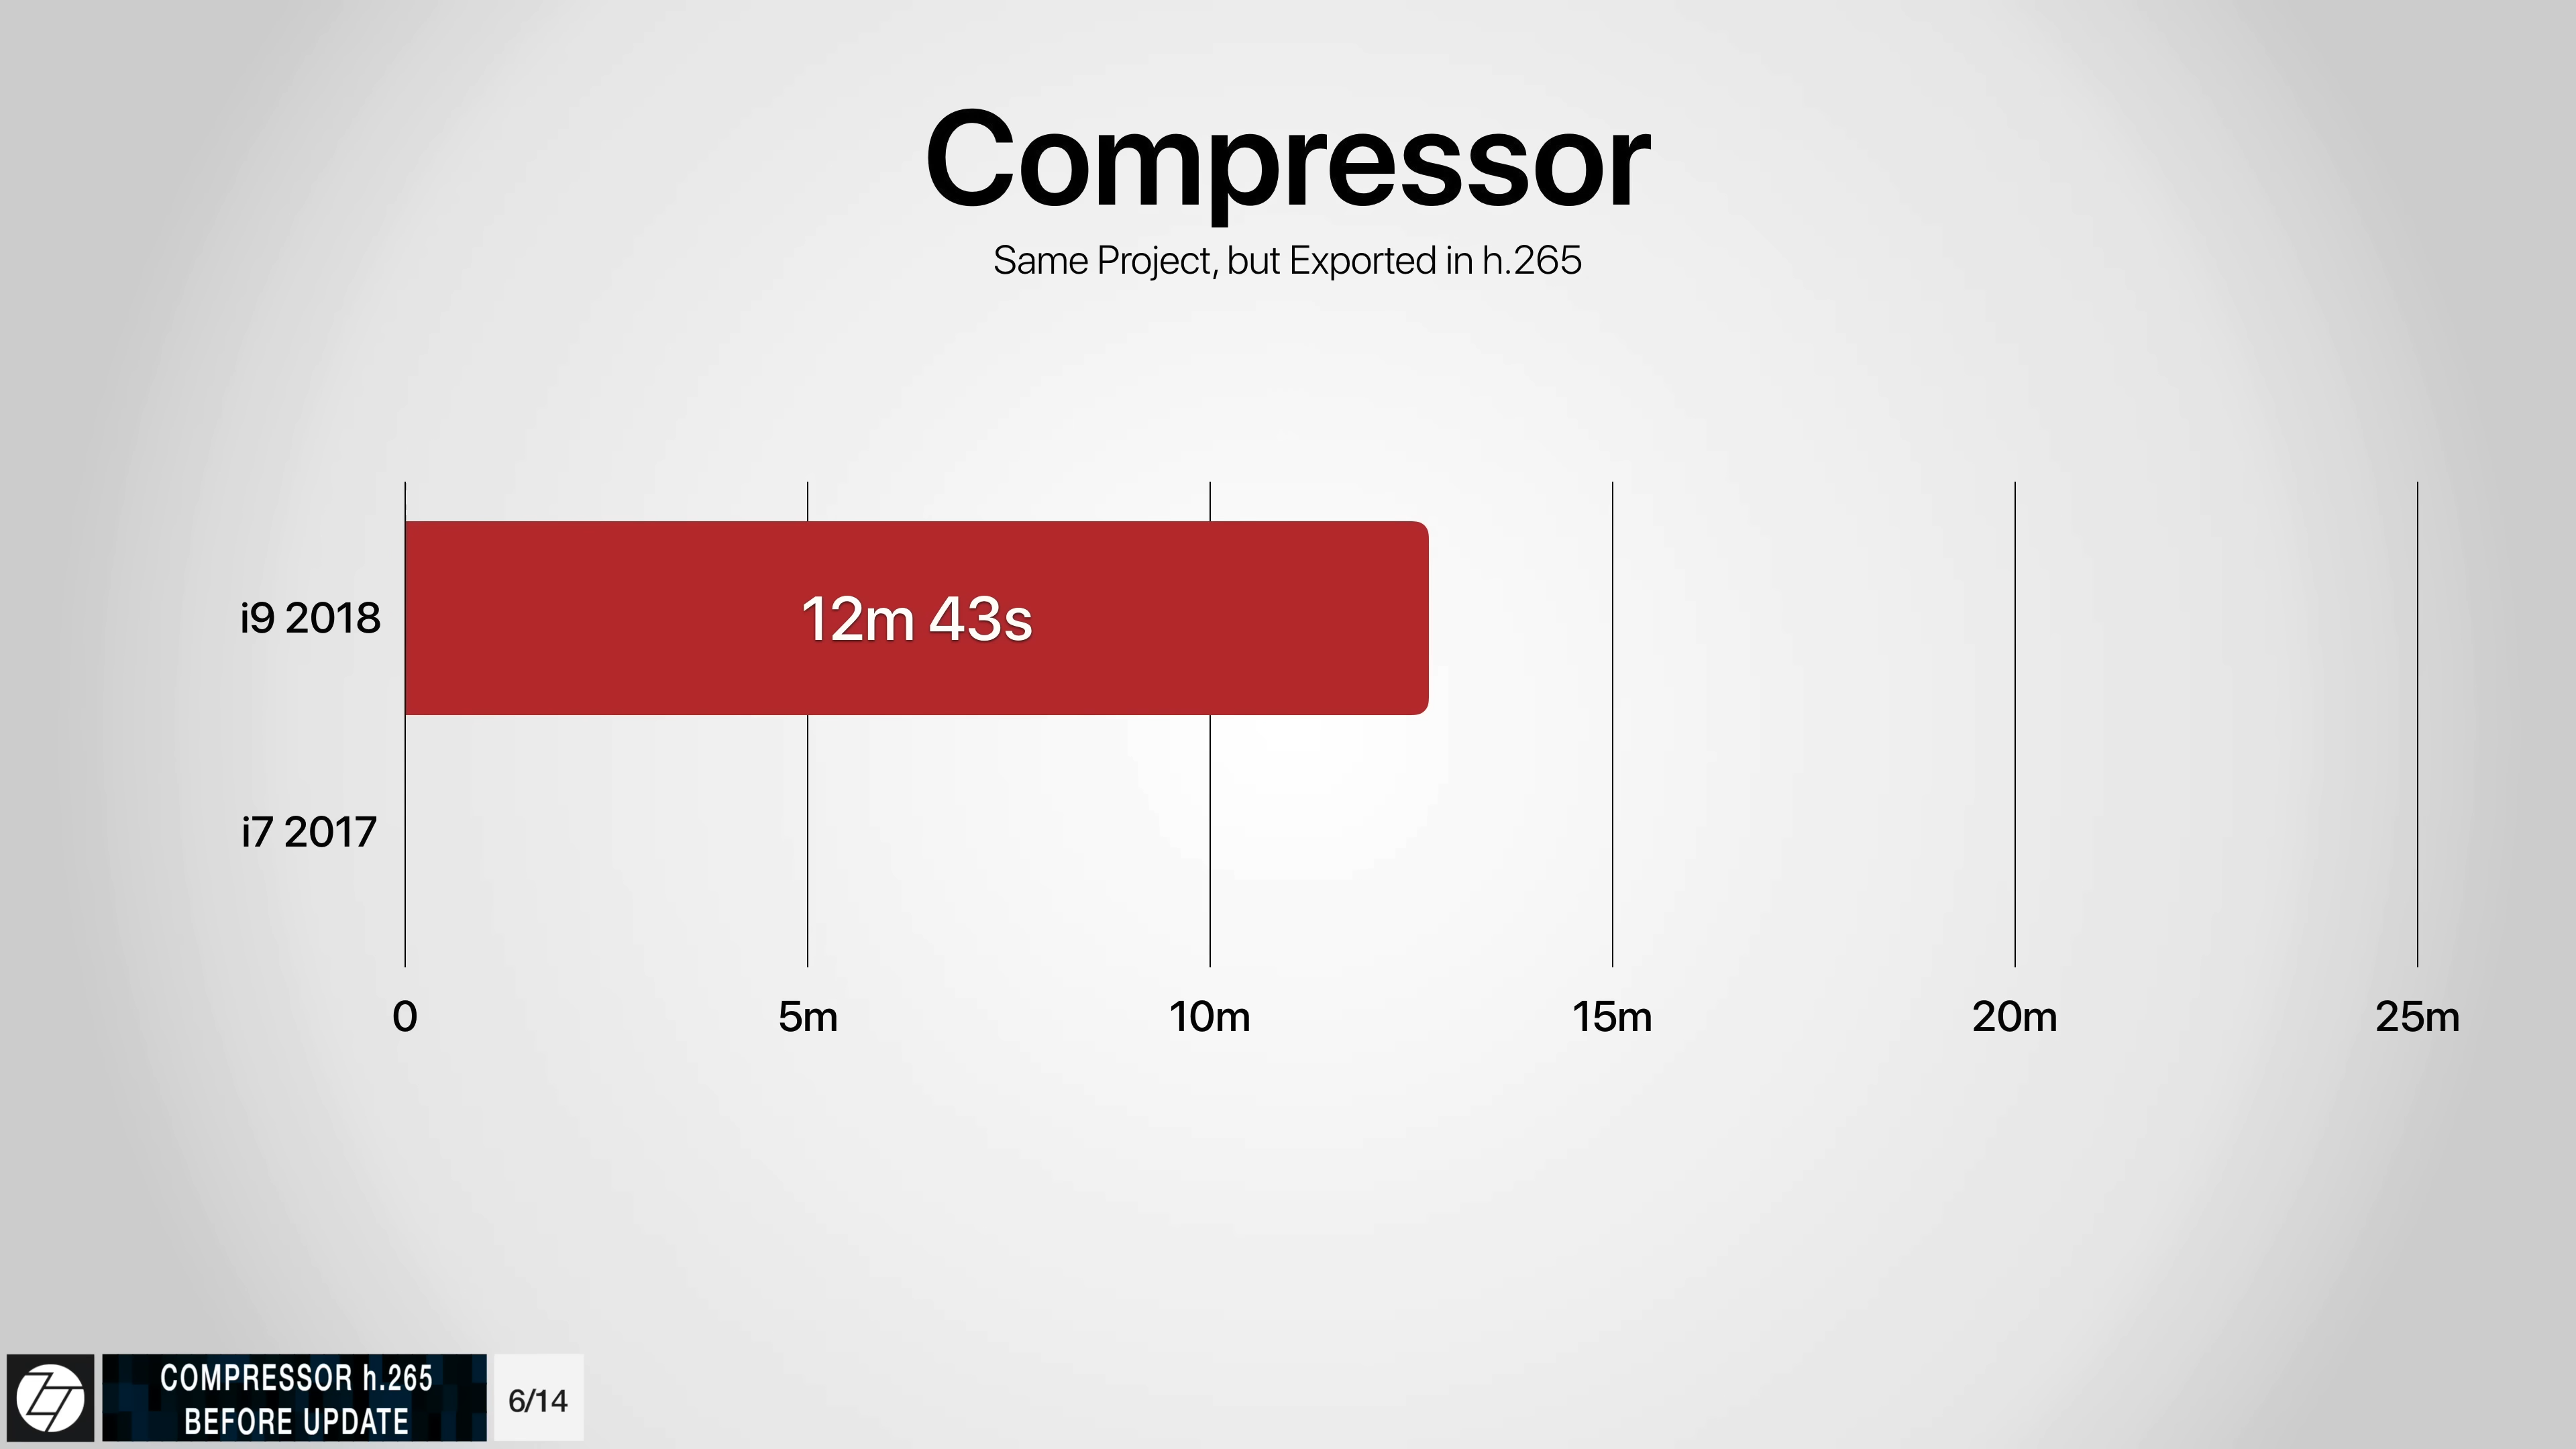 Compressor
Same Project, but Exported in h.265
i9 2018
12m 43s
i7 2017
0
5m
10m
15m
20m
25m
COMPRESSOR h.265
BEFORE UPDATE
6/14